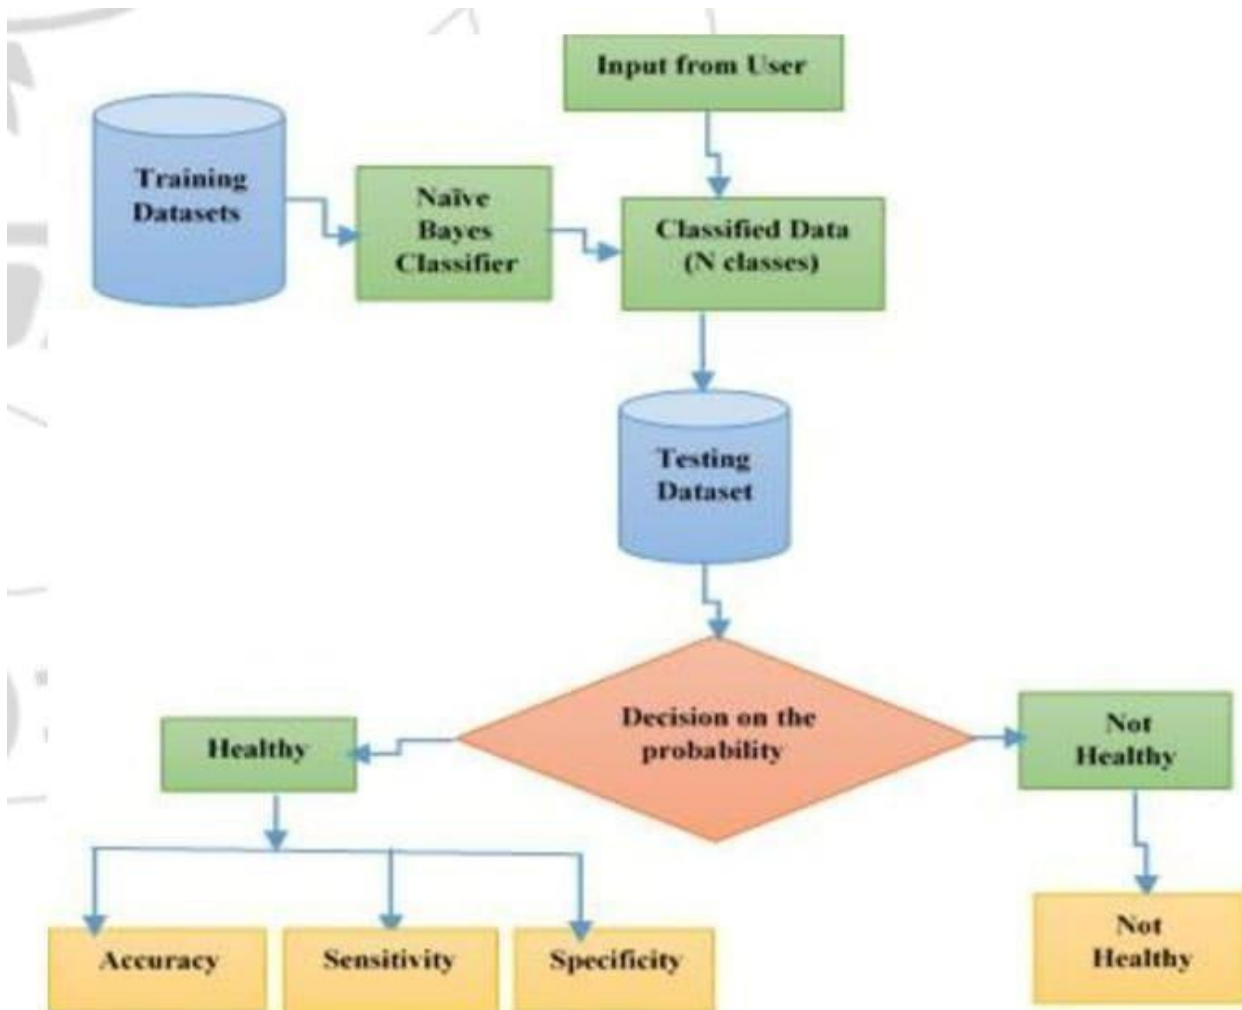 Input from User
Training
Datasets
Naïve
Bayes
Classifier
Classified Data
(N classes)
Testing
Dataset
Decision on the
probability
Healthy
Not
Healthy
Accuracy
Sensitivity
Specificity
Not
Healthy